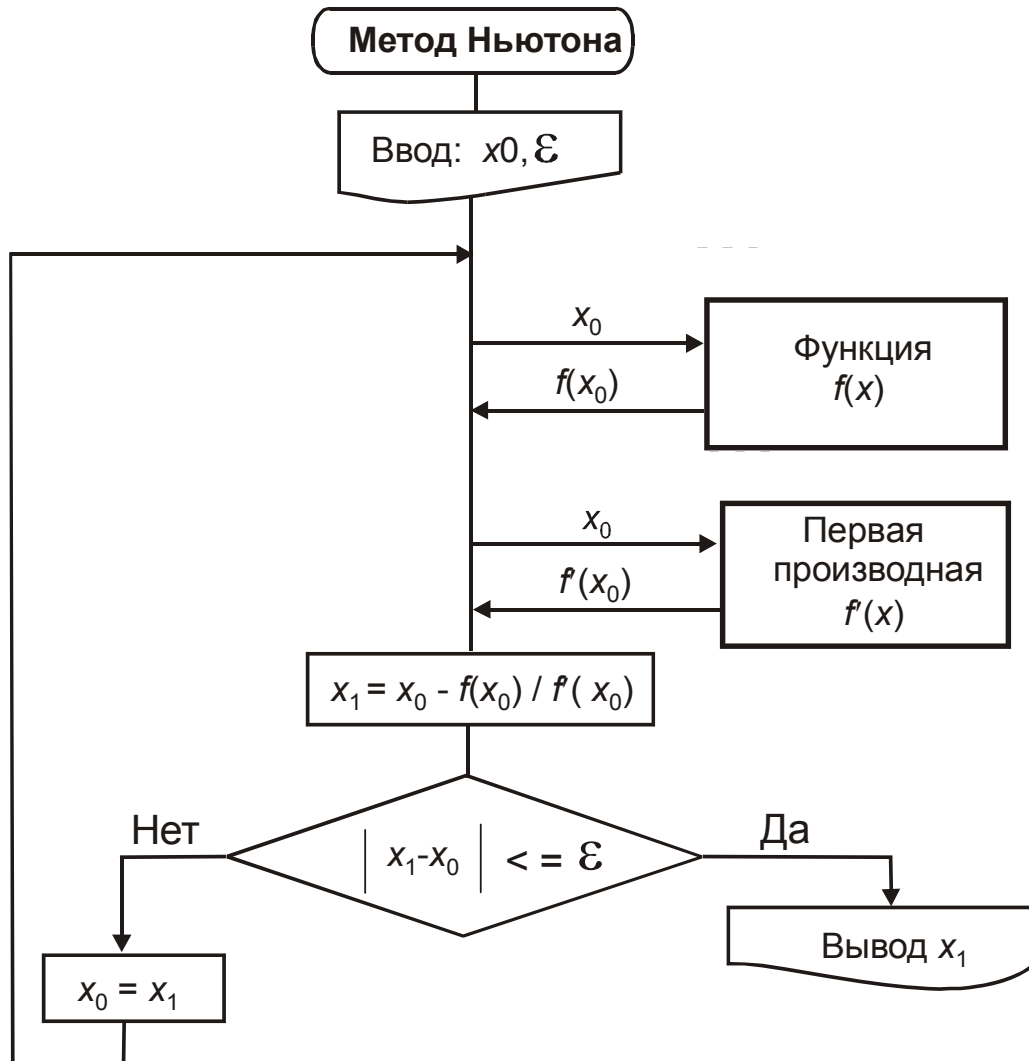 Метод Ньютона
Ввод: x0, ε
x₀
Функция
f(x)
f(x₀)
x₀
Первая
производная
f'(x)
f'(x₀)
x₁ = x₀ - f(x₀) / f'( x₀)
Нет
| x₁-x₀ | < = ε
Да
x₀ = x₁
Вывод x₁